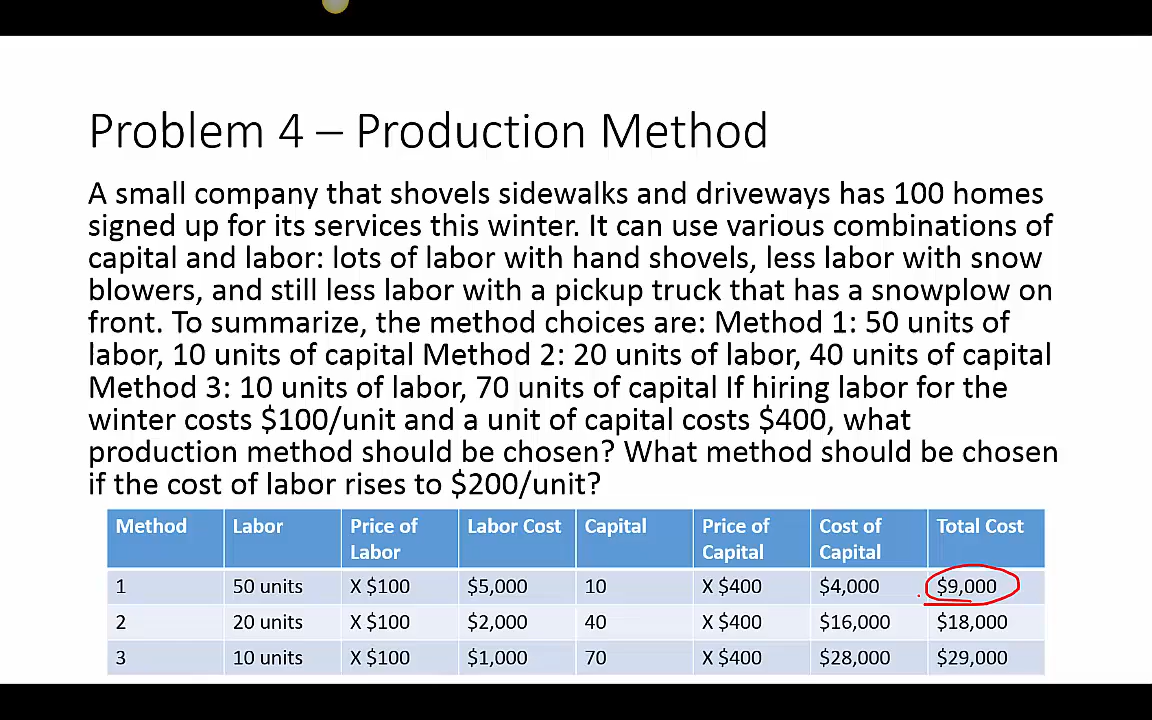 Problem 4 – Production Method
A small company that shovels sidewalks and driveways has 100 homes
signed up for its services this winter. It can use various combinations of
capital and labor: lots of labor with hand shovels, less labor with snow
blowers, and still less labor with a pickup truck that has a snowplow on
front. To summarize, the method choices are: Method 1: 50 units of
labor, 10 units of capital Method 2: 20 units of labor, 40 units of capital
Method 3: 10 units of labor, 70 units of capital If hiring labor for the
winter costs $100/unit and a unit of capital costs $400, what
production method should be chosen? What method should be chosen
if the cost of labor rises to $200/unit?
Method Labor Price of Labor Labor Cost Capital Price of Capital Cost of Capital Total Cost
1 50 units X $100 $5,000 10 X $400 $4,000 $9,000
2 20 units X $100 $2,000 40 X $400 $16,000 $18,000
3 10 units X $100 $1,000 70 X $400 $28,000 $29,000